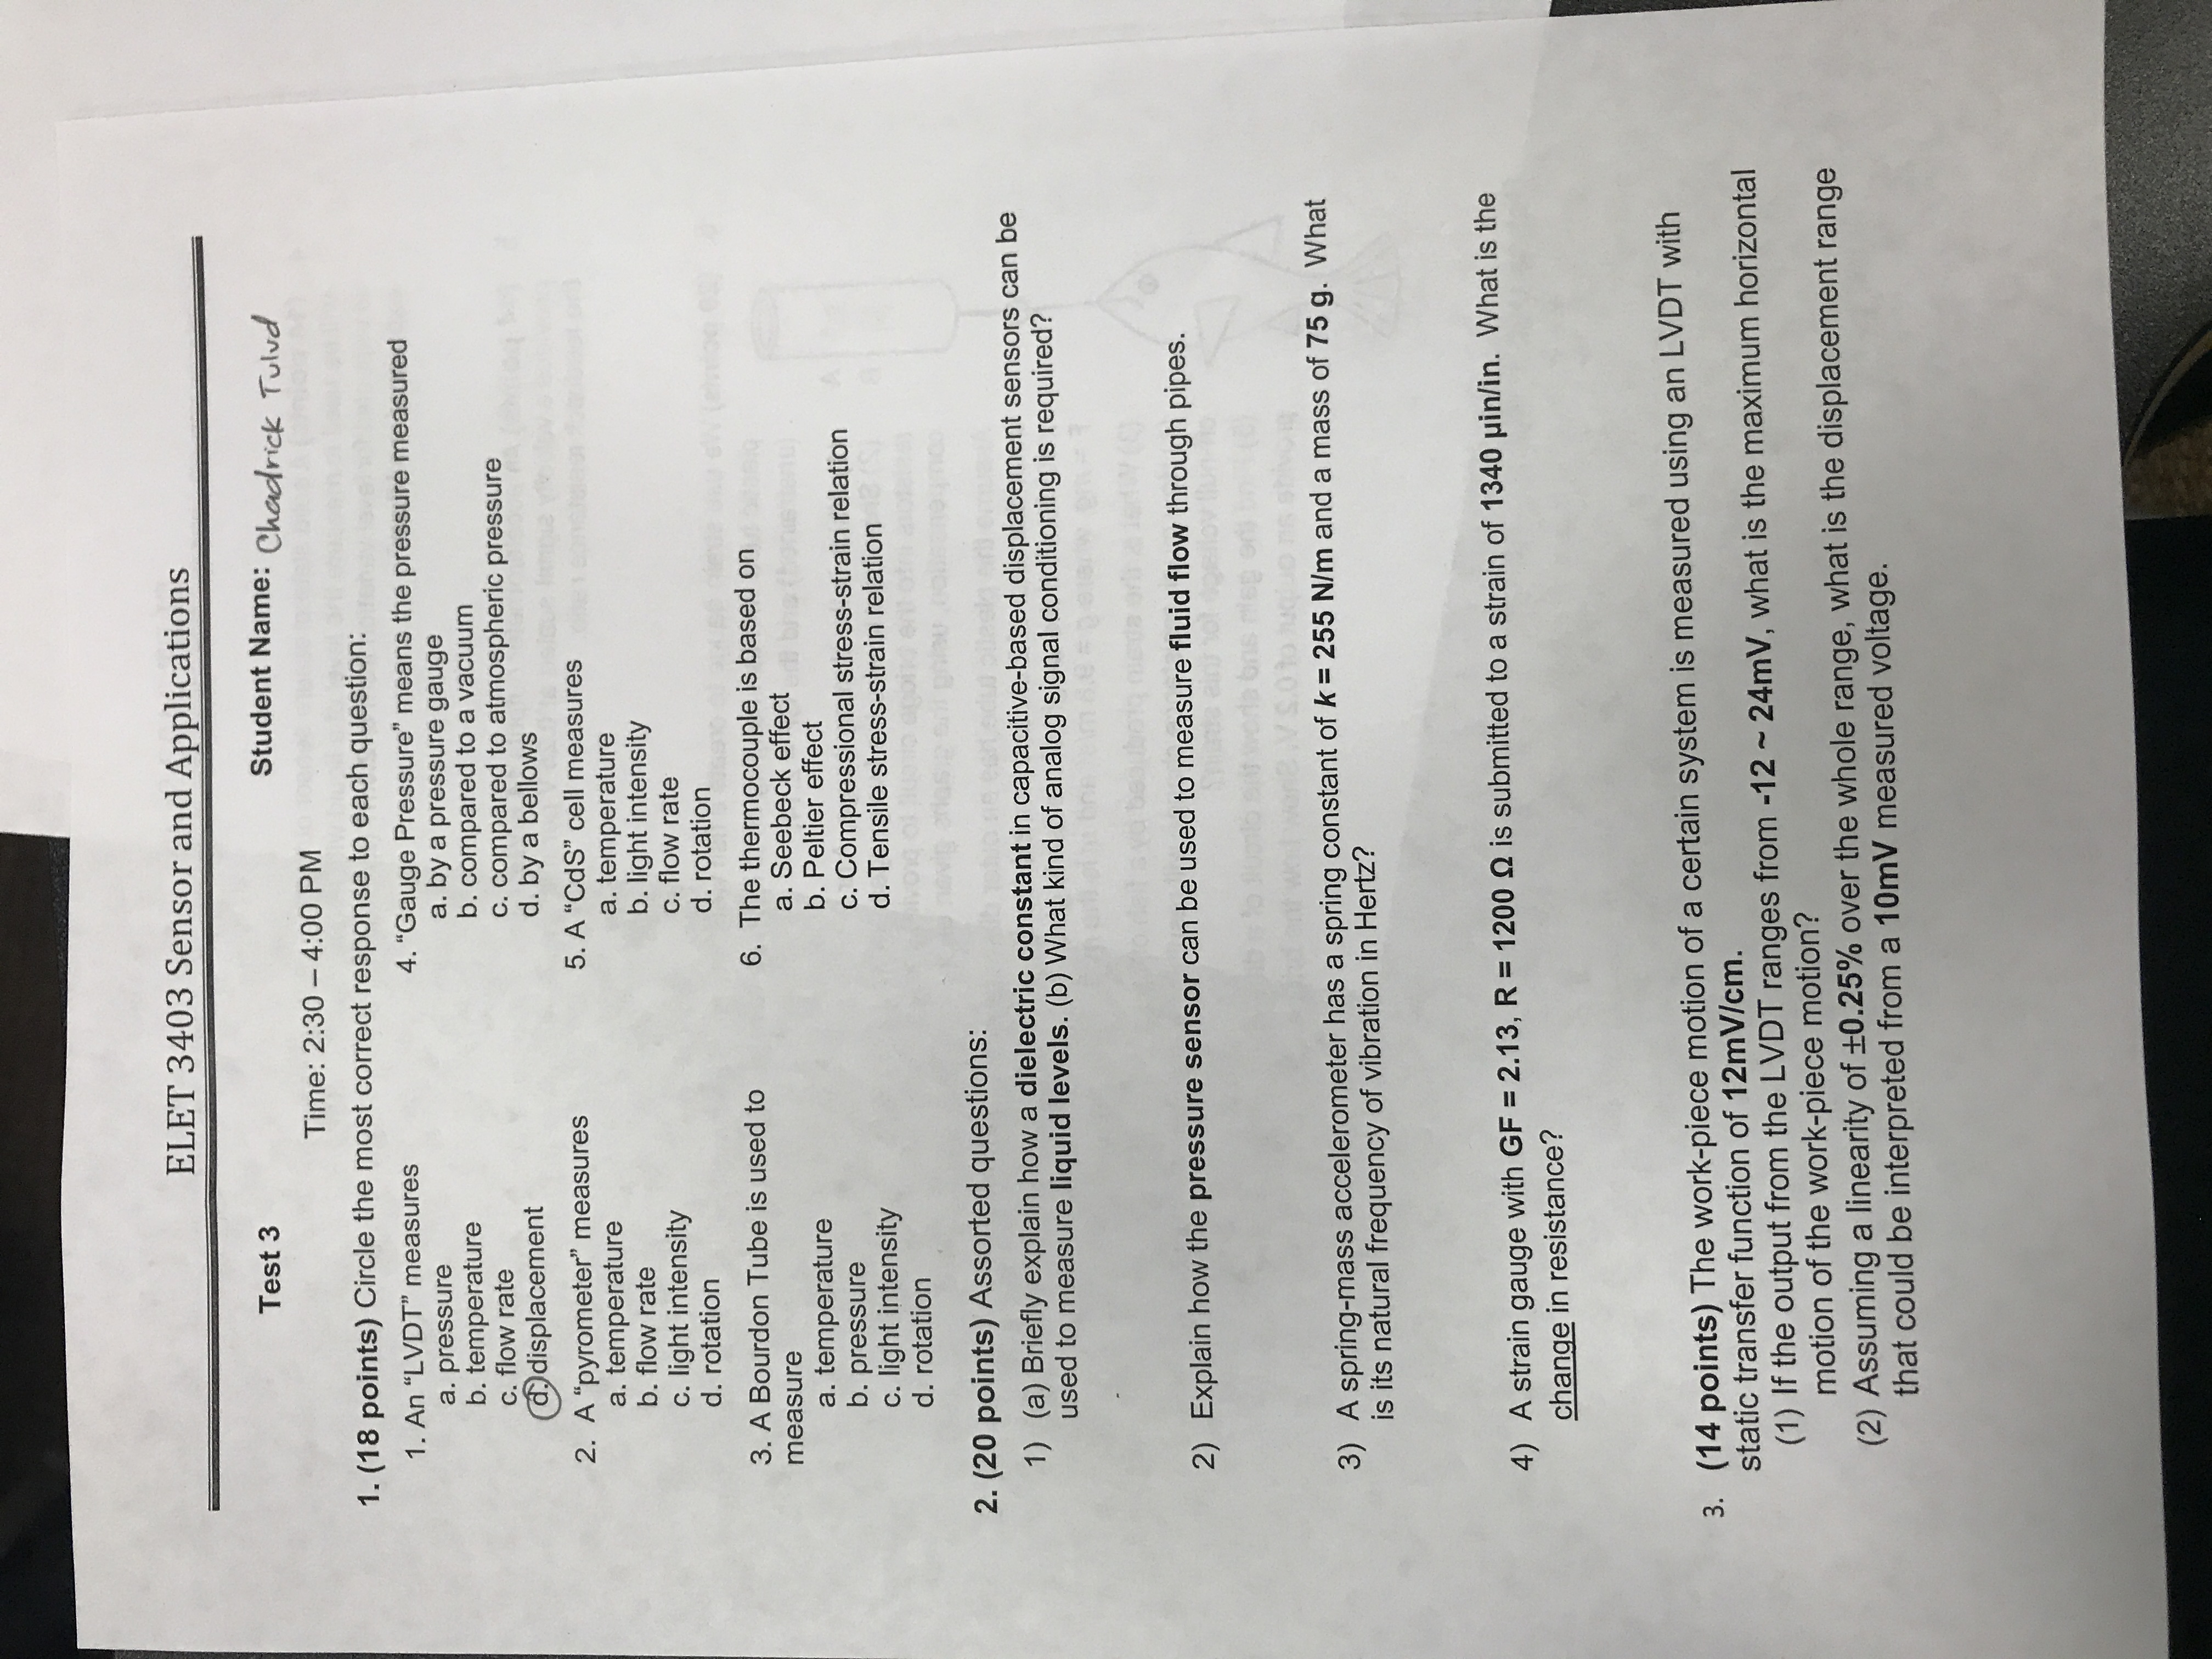 ELET 3403 Sensor and Applications
Test 3
Student Name: Chadrick Tulud
Time: 2:30 – 4:00 PM
1. (18 points) Circle the most correct response to each question:
1. An “LVDT” measures
a. pressure
b. temperature
c. flow rate
d. displacement
2. A “pyrometer” measures
a. temperature
b. flow rate
c. light intensity
d. rotation
3. A Bourdon Tube is used to
measure
a. temperature
b. pressure
c. light intensity
d. rotation
4. “Gauge Pressure” means the pressure measured
a. by a pressure gauge
b. compared to a vacuum
c. compared to atmospheric pressure
d. by a bellows
5. A “CdS” cell measures
a. temperature
b. light intensity
c. flow rate
d. rotation
6. The thermocouple is based on
a. Seebeck effect
b. Peltier effect
c. Compressional stress-strain relation
d. Tensile stress-strain relation
2. (20 points) Assorted questions:
1) (a) Briefly explain how a dielectric constant in capacitive-based displacement sensors can be
used to measure liquid levels. (b) What kind of analog signal conditioning is required?
2) Explain how the pressure sensor can be used to measure fluid flow through pipes.
3) A spring-mass accelerometer has a spring constant of k = 255 N/m and a mass of 75 g. What
is its natural frequency of vibration in Hertz?
4) A strain gauge with GF = 2.13, R = 1200 Ω is submitted to a strain of 1340 μin/in. What is the
change in resistance?
3. (14 points) The work-piece motion of a certain system is measured using an LVDT with
static transfer function of 12mV/cm.
(1) If the output from the LVDT ranges from -12 ~ 24mV, what is the maximum horizontal
motion of the work-piece motion?
(2) Assuming a linearity of ±0.25% over the whole range, what is the displacement range
that could be interpreted from a 10mV measured voltage.